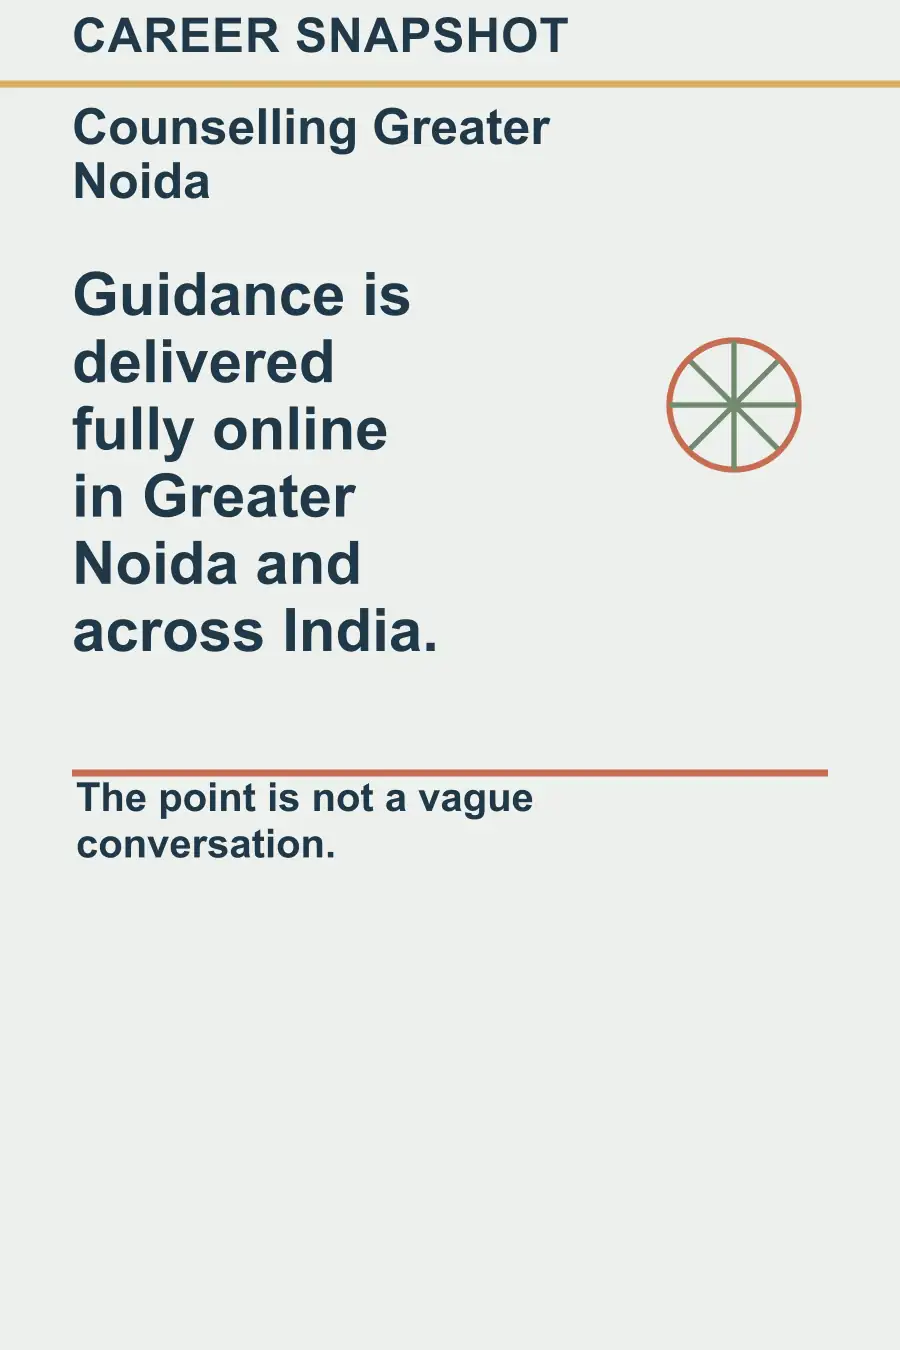 CAREER SNAPSHOT
Counselling Greater
Noida
Guidance is
delivered
fully online
in Greater
Noida and
across India.
The point is not a vague
conversation.